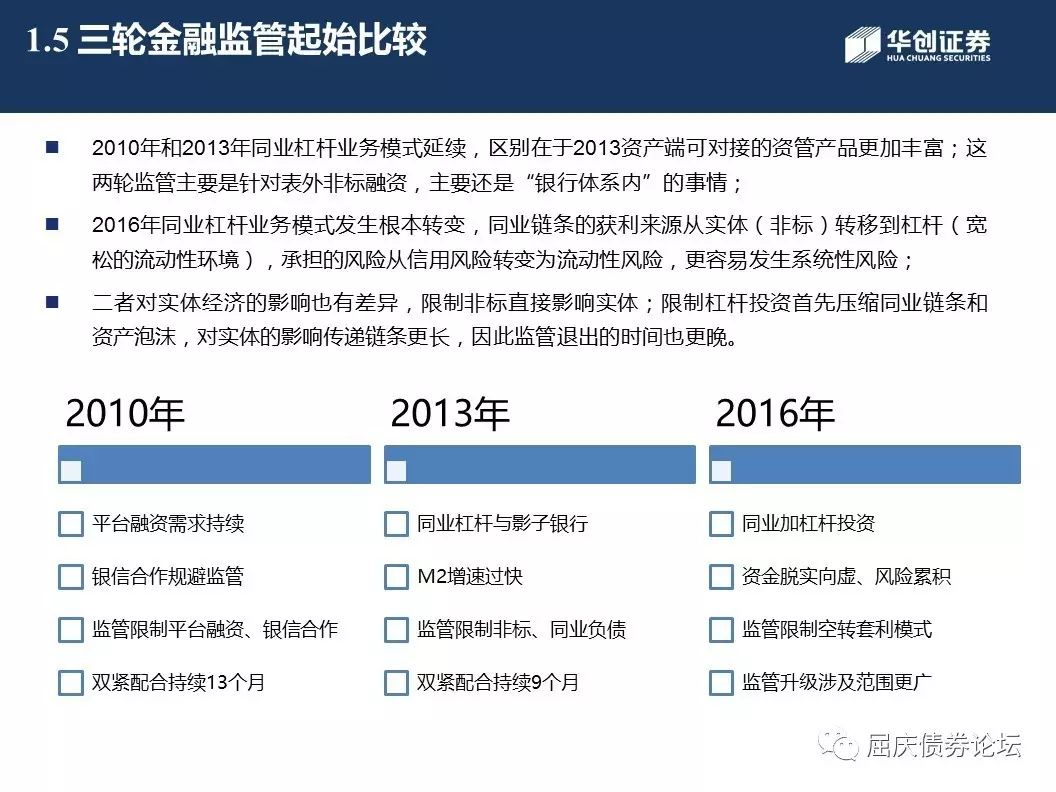 1.5 三轮金融监管起始比较
华创证券
HUA CHUANG SECURITIES
2010年和2013年同业杠杆业务模式延续，区别在于2013资产端可对接的资管产品更加丰富；这
两轮监管主要是针对表外非标融资，主要还是“银行体系内”的事情；
2016年同业杠杆业务模式发生根本转变，同业链条的获利来源从实体（非标）转移到杠杆（宽
松的流动性环境），承担的风险从信用风险转变为流动性风险，更容易发生系统性风险；
二者对实体经济的影响也有差异，限制非标直接影响实体；限制杠杆投资首先压缩同业链条和
资产泡沫，对实体的影响传递链条更长，因此监管退出的时间也更晚。
2010年
平台融资需求持续
银信合作规避监管
监管限制平台融资、银信合作
双紧配合持续13个月
2013年
同业杠杆与影子银行
M2增速过快
监管限制非标、同业负债
双紧配合持续9个月
2016年
同业加杠杆投资
资金脱实向虚、风险累积
监管限制空转套利模式
监管升级涉及范围更广
屈庆债券论坛